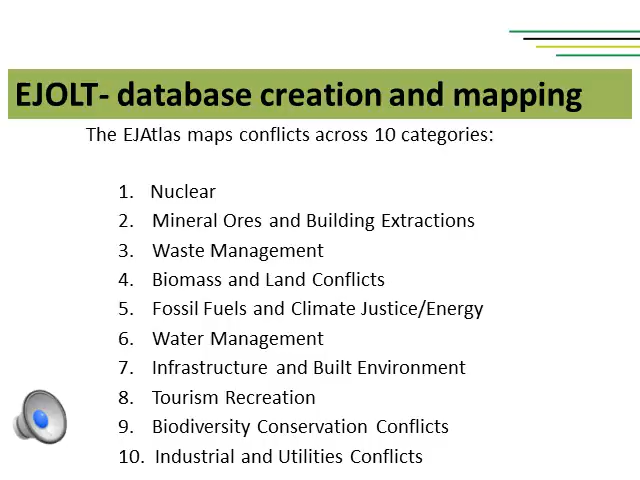 EJOLT- database creation and mapping
The EJAtlas maps conflicts across 10 categories:
1. Nuclear
2. Mineral Ores and Building Extractions
3. Waste Management
4. Biomass and Land Conflicts
5. Fossil Fuels and Climate Justice/Energy
6. Water Management
7. Infrastructure and Built Environment
8. Tourism Recreation
9. Biodiversity Conservation Conflicts
10. Industrial and Utilities Conflicts